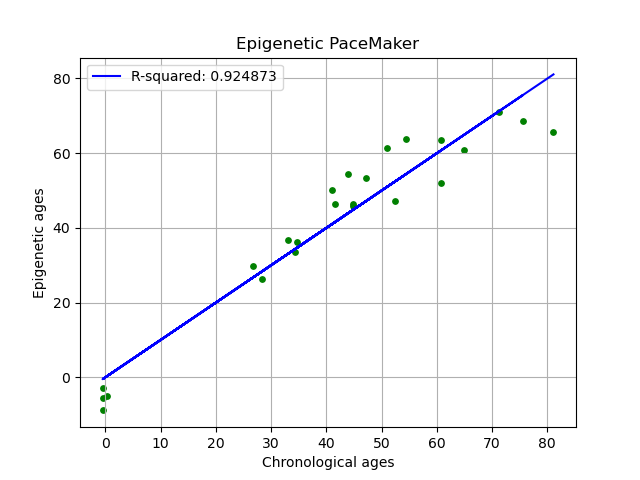 Epigenetic PaceMaker
R-squared: 0.924873
80
60
40
20
0
Epigenetic ages
0 10 20 30 40 50 60 70 80
Chronological ages